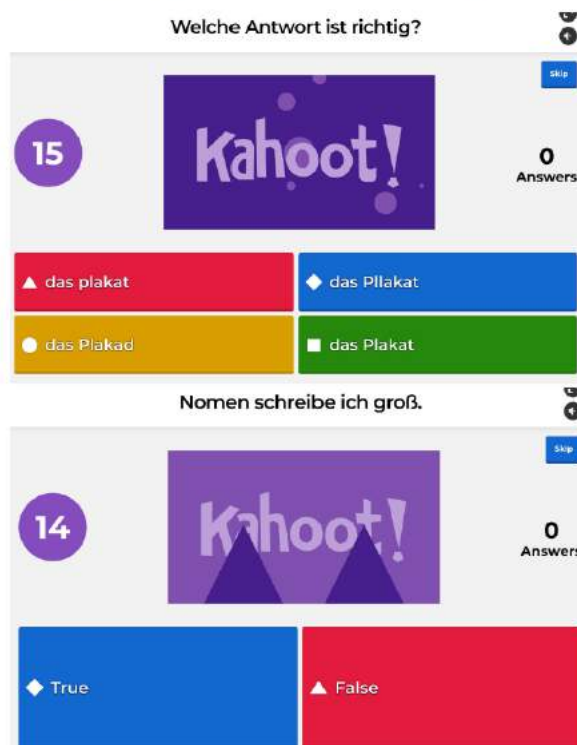 Welche Antwort ist richtig?
Skip
15
Kahoot!
0
Answers
das plakat
das Pllakat
das Plakad
das Plakat
Nomen schreibe ich groß.
Skip
14
Kahoot!
0
Answers
True
False